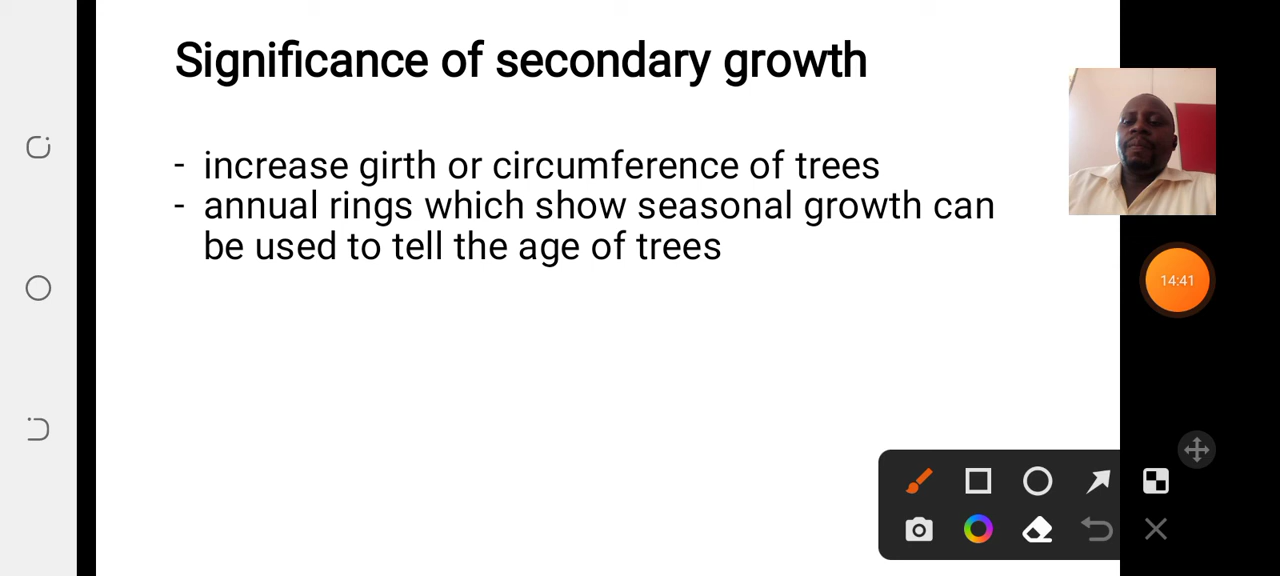 Significance of secondary growth
- increase girth or circumference of trees
- annual rings which show seasonal growth can
be used to tell the age of trees
14:41